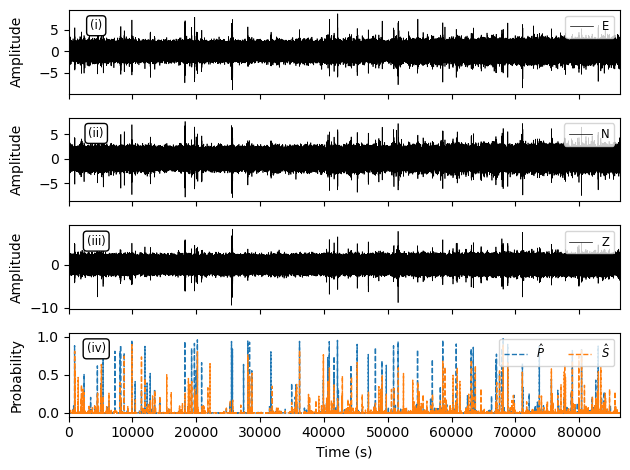 (i)
E
Amplitude
5
0
−5
(ii)
N
Amplitude
5
0
−5
(iii)
Z
Amplitude
0
−10
(iv)
P̂ Ŝ
Probability
1.0
0.5
0.0
0 10000 20000 30000 40000 50000 60000 70000 80000
Time (s)